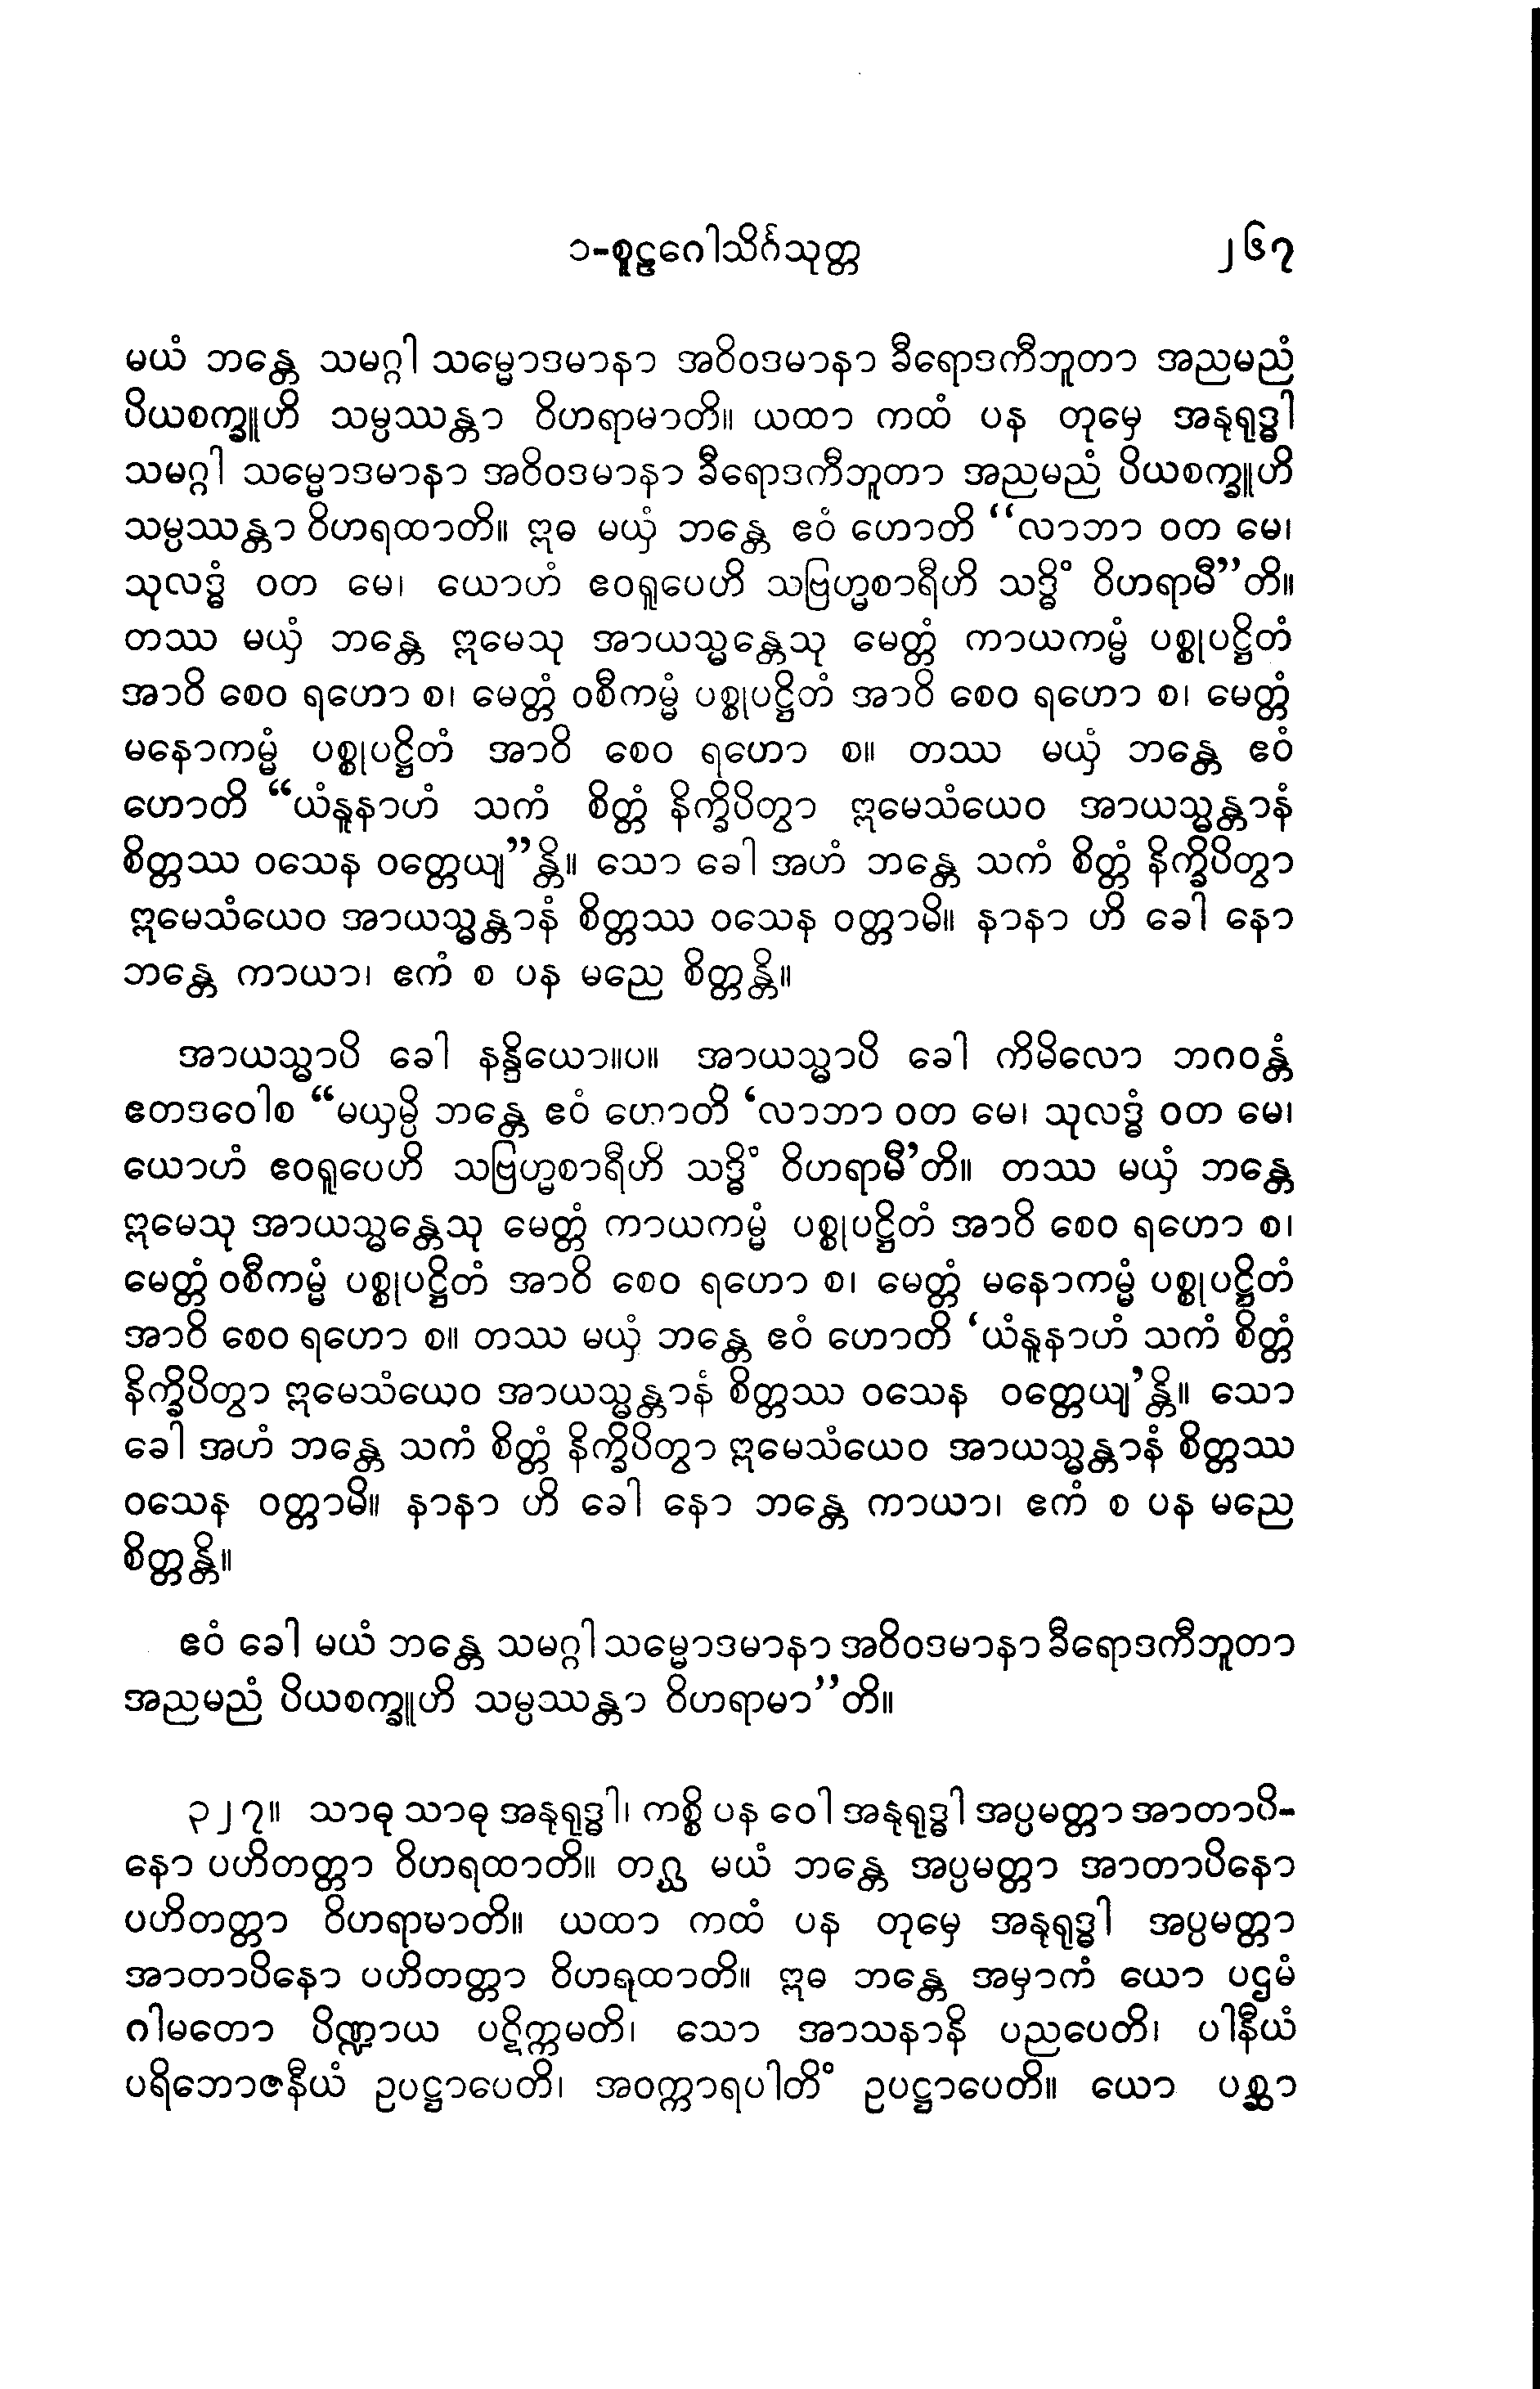 ၁-စူဠဂေါသိင်္ဂသုတ္တ ၂၆၇
မယံ ဘန္တေ သမဂ္ဂါ သမ္မောဒမာနာ အဝိဝဒမာနာ ခီရောဒကီဘူတာ အညမညံ
ပိယစက္ခူဟိ သမ္ပဿန္တာ ဝိဟရာမာတိ။ ယထာ ကထံ ပန တုမှေ အနုရုဒ္ဓါ
သမဂ္ဂါ သမ္မောဒမာနာ အဝိဝဒမာနာ ခီရောဒကီဘူတာ အညမညံ ပိယစက္ခူဟိ
သမ္ပဿန္တာ ဝိဟရထာတိ။ ဣဓ မယှံ ဘန္တေ ဧဝံ ဟောတိ “လာဘာ ဝတ မေ၊
သုလဒ္ဓံ ဝတ မေ၊ ယောဟံ ဧဝရူပေဟိ သဗြဟ္မစာရီဟိ သဒ္ဓိံ ဝိဟရာမီ”တိ။
တဿ မယှံ ဘန္တေ ဣမေသု အာယသ္မန္တေသု မေတ္တံ ကာယကမ္မံ ပစ္စုပဋ္ဌိတံ
အာဝိ စေဝ ရဟော စ၊ မေတ္တံ ဝစီကမ္မံ ပစ္စုပဋ္ဌိတံ အာဝိ စေဝ ရဟော စ၊ မေတ္တံ
မနောကမ္မံ ပစ္စုပဋ္ဌိတံ အာဝိ စေဝ ရဟော စ။ တဿ မယှံ ဘန္တေ ဧဝံ
ဟောတိ “ယံနူနာဟံ သကံ စိတ္တံ နိက္ခိပိတွာ ဣမေသံယေဝ အာယသ္မန္တာနံ
စိတ္တဿ ဝသေန ဝတ္တေယျ”န္တိ။ သော ခေါ အဟံ ဘန္တေ သကံ စိတ္တံ နိက္ခိပိတွာ
ဣမေသံယေဝ အာယသ္မန္တာနံ စိတ္တဿ ဝသေန ဝတ္တာမိ။ နာနာ ဟိ ခေါ နော
ဘန္တေ ကာယာ၊ ဧကံ စ ပန မညေ စိတ္တန္တိ။
အာယသ္မာပိ ခေါ နန္ဒိယော။ပ။ အာယသ္မာပိ ခေါ ကိမိလော ဘဂဝန္တံ
ဧတဒဝေါစ “မယှမ္ပိ ဘန္တေ ဧဝံ ဟောတိ ‘လာဘာ ဝတ မေ၊ သုလဒ္ဓံ ဝတ မေ၊
ယောဟံ ဧဝရူပေဟိ သဗြဟ္မစာရီဟိ သဒ္ဓိံ ဝိဟရာမီ’တိ။ တဿ မယှံ ဘန္တေ
ဣမေသု အာယသ္မန္တေသု မေတ္တံ ကာယကမ္မံ ပစ္စုပဋ္ဌိတံ အာဝိ စေဝ ရဟော စ၊
မေတ္တံ ဝစီကမ္မံ ပစ္စုပဋ္ဌိတံ အာဝိ စေဝ ရဟော စ၊ မေတ္တံ မနောကမ္မံ ပစ္စုပဋ္ဌိတံ
အာဝိ စေဝ ရဟော စ။ တဿ မယှံ ဘန္တေ ဧဝံ ဟောတိ ‘ယံနူနာဟံ သကံ စိတ္တံ
နိက္ခိပိတွာ ဣမေသံယေဝ အာယသ္မန္တာနံ စိတ္တဿ ဝသေန ဝတ္တေယျ’န္တိ။ သော
ခေါ အဟံ ဘန္တေ သကံ စိတ္တံ နိက္ခိပိတွာ ဣမေသံယေဝ အာယသ္မန္တာနံ စိတ္တဿ
ဝသေန ဝတ္တာမိ။ နာနာ ဟိ ခေါ နော ဘန္တေ ကာယာ၊ ဧကံ စ ပန မညေ
စိတ္တန္တိ။
ဧဝံ ခေါ မယံ ဘန္တေ သမဂ္ဂါ သမ္မောဒမာနာ အဝိဝဒမာနာ ခီရောဒကီဘူတာ
အညမညံ ပိယစက္ခူဟိ သမ္ပဿန္တာ ဝိဟရာမာ”တိ။
၃၂၇။ သာဓု သာဓု အနုရုဒ္ဓါ၊ ကစ္စိ ပန ဝေါ အနုရုဒ္ဓါ အပ္ပမတ္တာ အာတာပိ-
နော ပဟိတတ္တာ ဝိဟရထာတိ။ တဂ္ဃ မယံ ဘန္တေ အပ္ပမတ္တာ အာတာပိနော
ပဟိတတ္တာ ဝိဟရာမာတိ။ ယထာ ကထံ ပန တုမှေ အနုရုဒ္ဓါ အပ္ပမတ္တာ
အာတာပိနော ပဟိတတ္တာ ဝိဟရထာတိ။ ဣဓ ဘန္တေ အမှာကံ ယော ပဌမံ
ဂါမတော ပိဏ္ဍာယ ပဋိက္ကမတိ၊ သော အာသနာနိ ပညပေတိ၊ ပါနီယံ
ပရိဘောဇနီယံ ဥပဋ္ဌာပေတိ၊ အဝက္ကာရပါတိံ ဥပဋ္ဌာပေတိ။ ယော ပစ္ဆာ